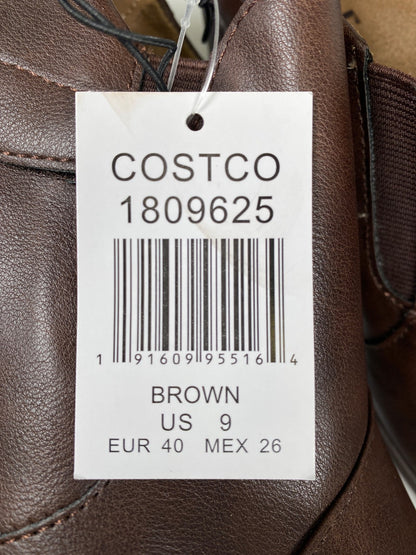 COSTCO
1809625
1 91609 95516 4
BROWN
US 9
EUR 40 MEX 26